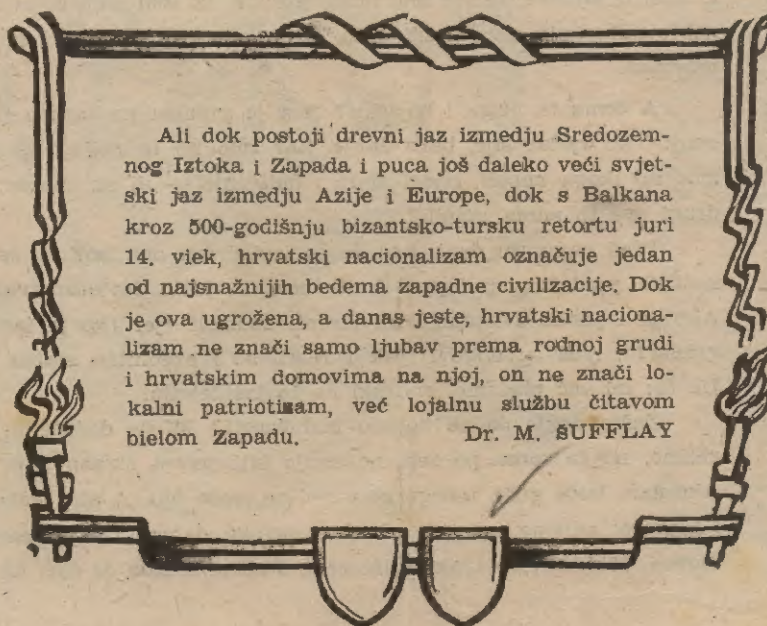 Ali dok postoji drevni jaz izmedju Sredozem-
nog Iztoka i Zapada i puca još daleko veći svjet-
ski jaz izmedju Azije i Europe, dok s Balkana
kroz 500-godišnju bizantsko-tursku retortu juri
14. viek, hrvatski nacionalizam označuje jedan
od najsnažnijih bedema zapadne civilizacije. Dok
je ova ugrožena, a danas jeste, hrvatski naciona-
lizam ne znači samo ljubav prema rodnoj grudi
i hrvatskim domovima na njoj, on ne znači lo-
kalni patriotizam, već lojalnu službu čitavom
bielom Zapadu. Dr. M. ŠUFFLAY